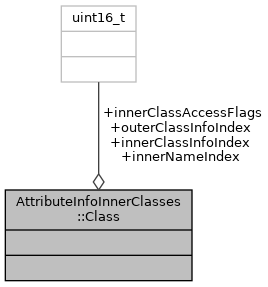 uint16_t
+innerClassAccessFlags
+outerClassInfoIndex
+innerClassInfoIndex
+innerNameIndex
AttributeInfoInnerClasses
::Class